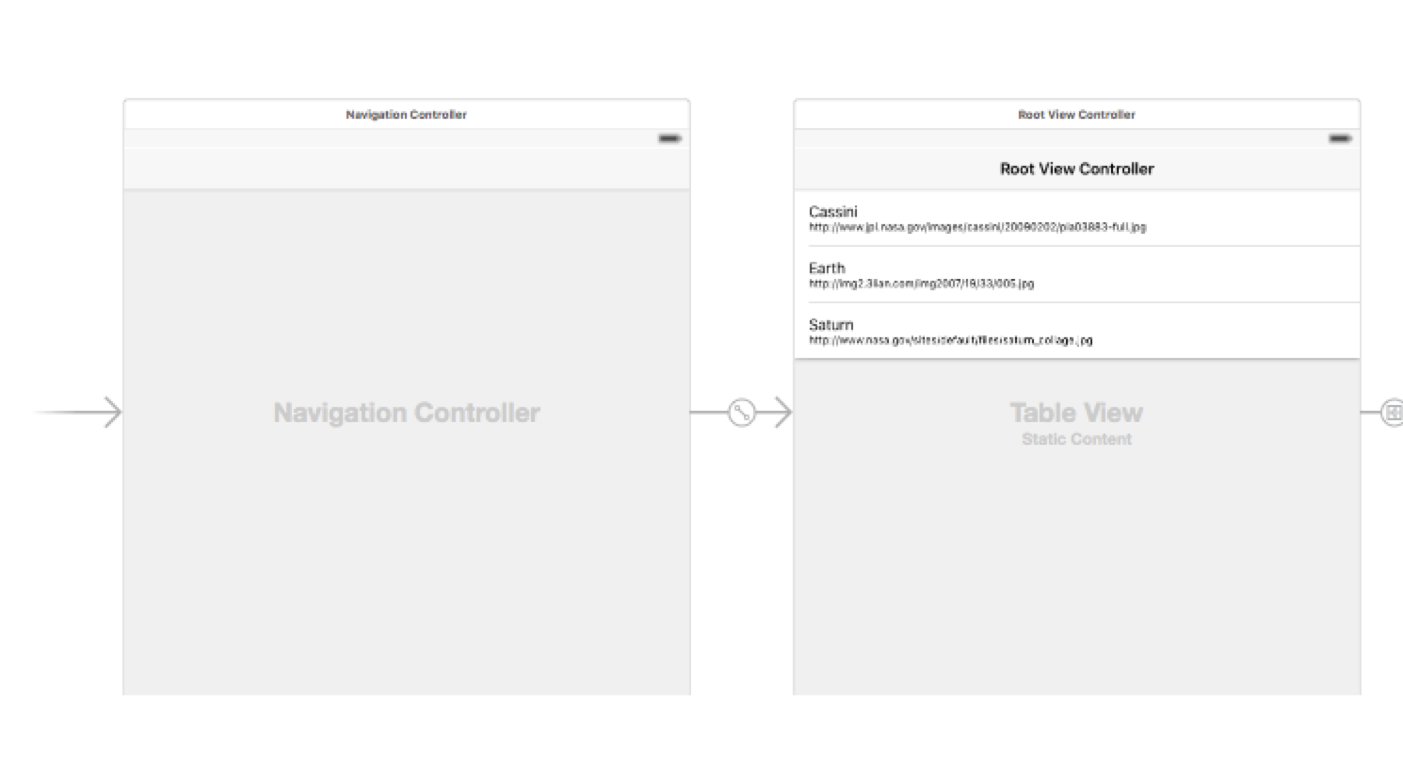 Navigation Controller
Navigation Controller
Root View Controller
Root View Controller
Cassini
http://www.jpl.nasa.gov/images/cassini/20090202/pia03883-full.jpg
Earth
http://img2.3lian.com/img2007/19/33/005.jpg
Saturn
http://www.nasa.gov/sites/default/files/saturn_collage.jpg
Table View
Static Content